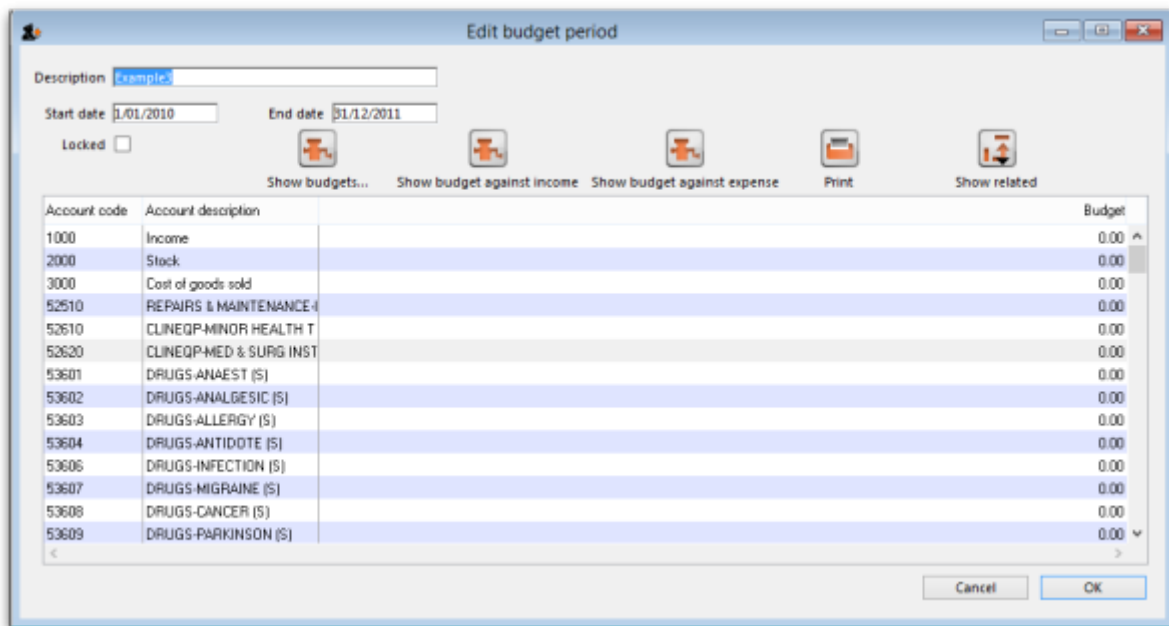 Edit budget period
Description Example3
Start date 1/01/2010 End date 31/12/2011
Locked
Show budgets... Show budget against income Show budget against expense Print Show related
Account code Account description Budget
1000 Income 0.00
2000 Stock 0.00
3000 Cost of goods sold 0.00
52510 REPAIRS & MAINTENANCE-I 0.00
52610 CLINEQP-MINOR HEALTH T 0.00
52620 CLINEQP-MED & SURG INST 0.00
53601 DRUGS-ANAEST (S) 0.00
53602 DRUGS-ANALGESIC (S) 0.00
53603 DRUGS-ALLERGY (S) 0.00
53604 DRUGS-ANTIDOTE (S) 0.00
53606 DRUGS-INFECTION (S) 0.00
53607 DRUGS-MIGRAINE (S) 0.00
53608 DRUGS-CANCER (S) 0.00
53609 DRUGS-PARKINSON (S) 0.00
Cancel OK